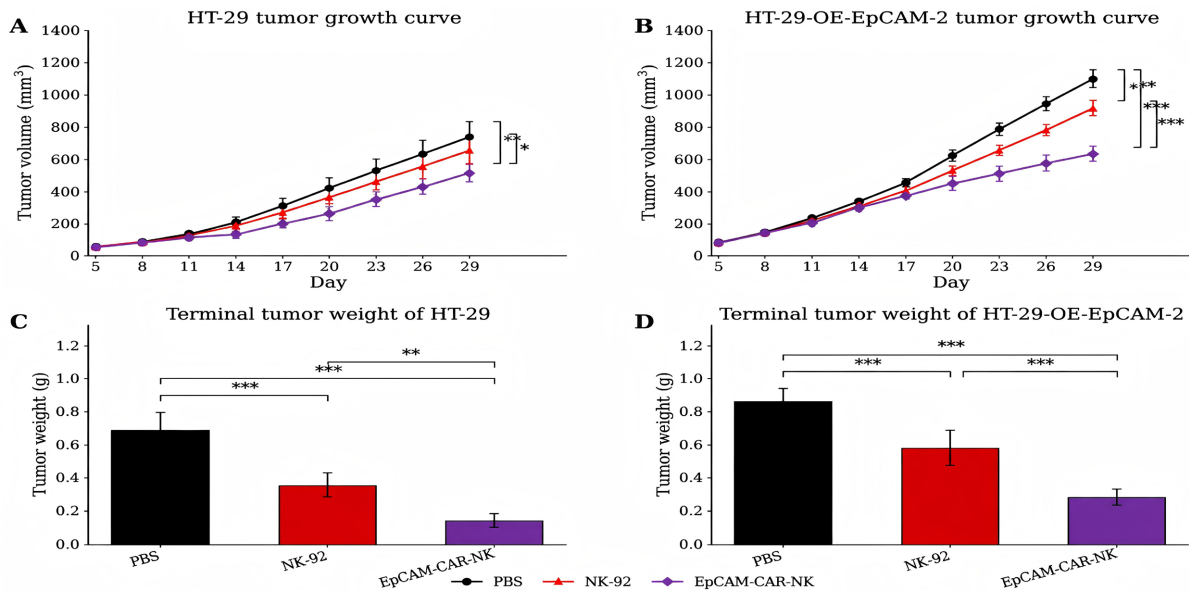 A
HT-29 tumor growth curve
Tumor volume (mm³)
1400
1200
1000
800
600
400
200
0
5 8 11 14 17 20 23 26 29
Day
**
*
B
HT-29-OE-EpCAM-2 tumor growth curve
Tumor volume (mm³)
1400
1200
1000
800
600
400
200
0
5 8 11 14 17 20 23 26 29
Day
*
**
***
***
C
Terminal tumor weight of HT-29
Tumor weight (g)
1.2
1.0
0.8
0.6
0.4
0.2
0.0
**
***
***
PBS NK-92 EpCAM-CAR-NK
D
Terminal tumor weight of HT-29-OE-EpCAM-2
Tumor weight (g)
1.2
1.0
0.8
0.6
0.4
0.2
0.0
***
*** ***
PBS NK-92 EpCAM-CAR-NK
PBS NK-92 EpCAM-CAR-NK